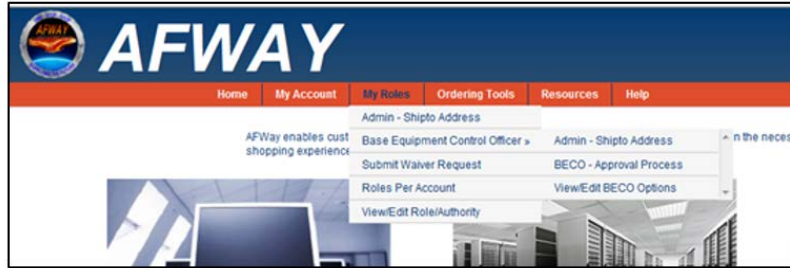 AFWAY
AFWAY
Home My Account My Roles Ordering Tools Resources Help
Admin - Shipto Address
AFWay enables cust
n the neces
shopping experience
Base Equipment Control Officer »
Submit Waiver Request
Roles Per Account
View/Edit Role/Authority
Admin - Shipto Address
BECO - Approval Process
View/Edit BECO Options